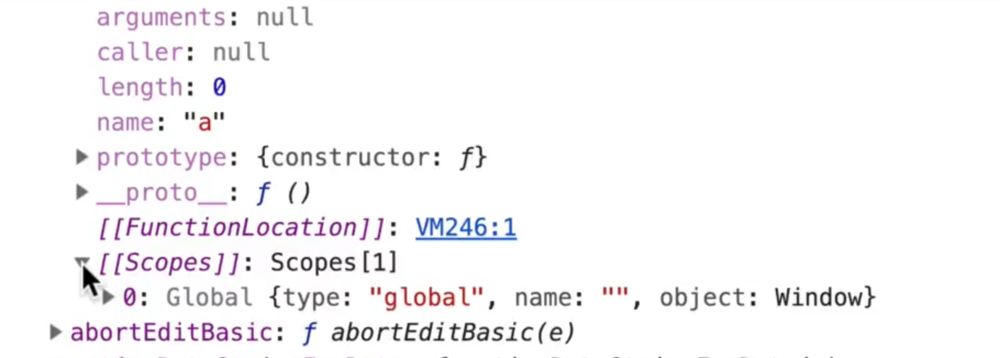 arguments: null
caller: null
length: 0
name: "a"
prototype: {constructor: ƒ}
__proto__: ƒ ()
[[FunctionLocation]]: VM246:1
[[Scopes]]: Scopes[1]
0: Global {type: "global", name: "", object: Window}
abortEditBasic: ƒ abortEditBasic(e)